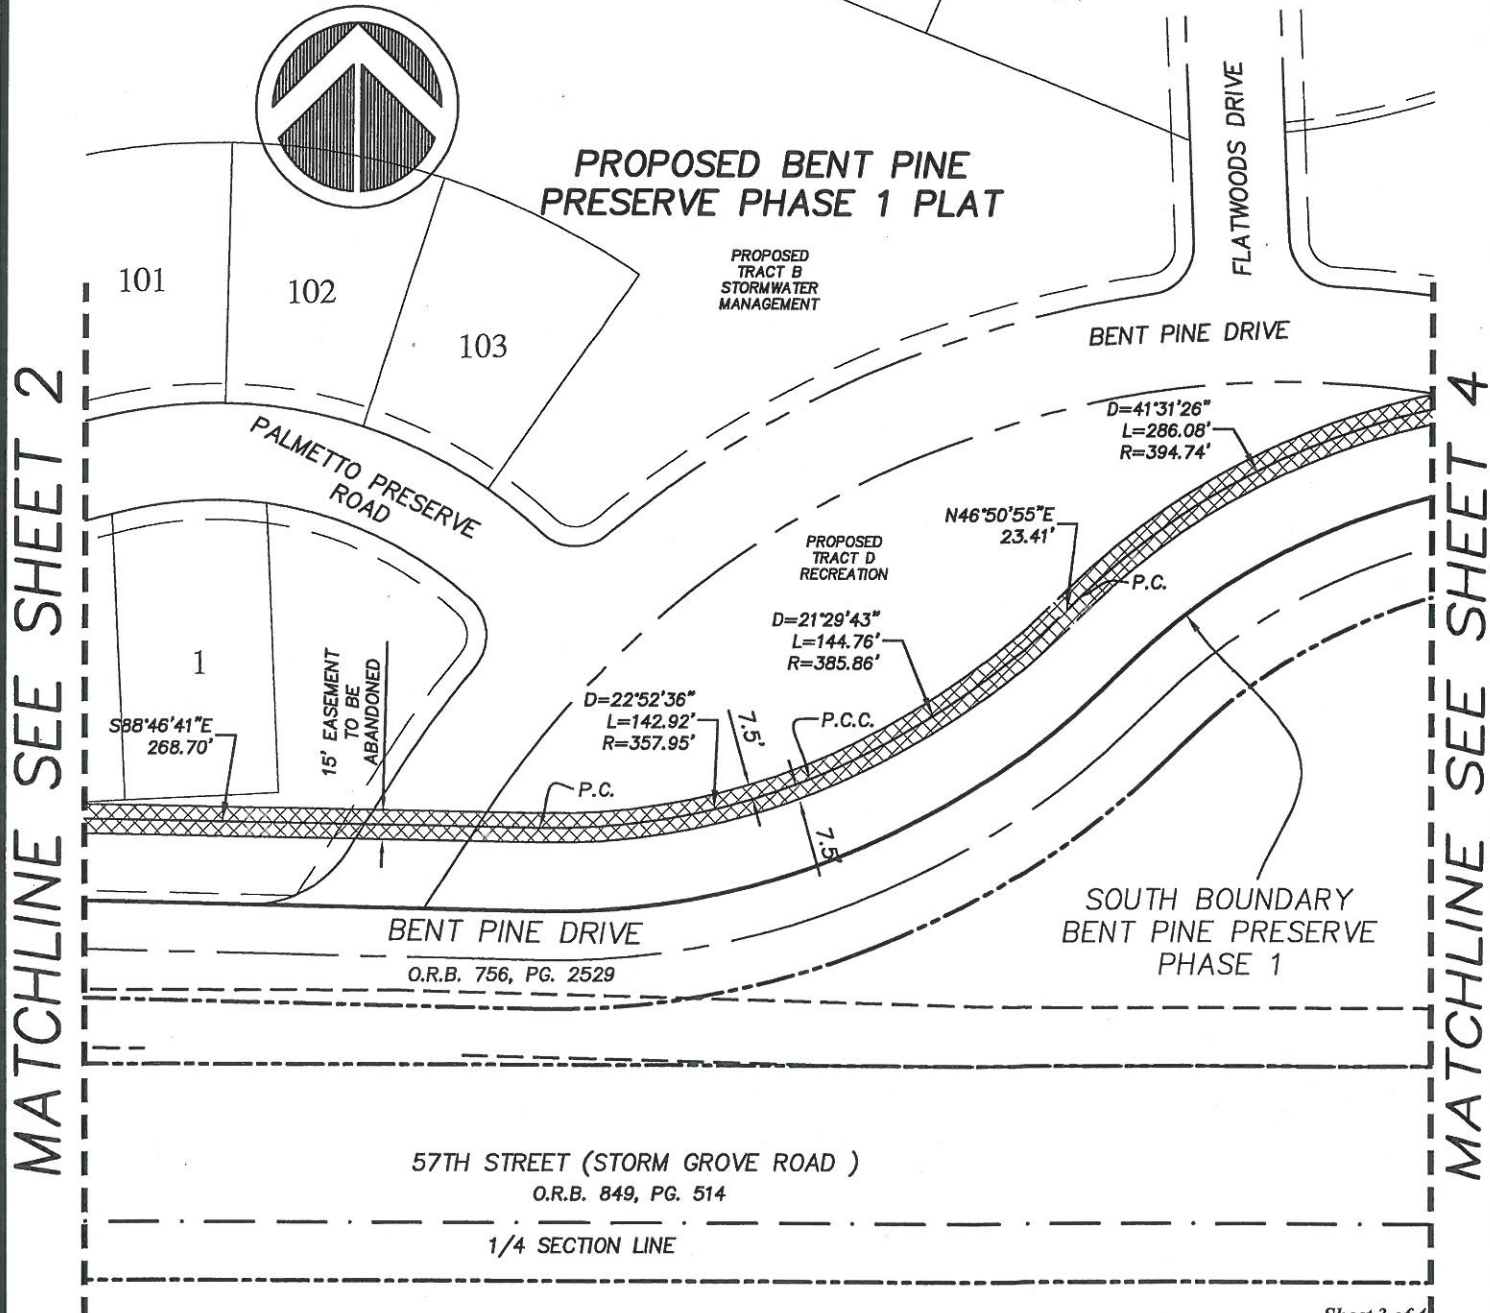 PROPOSED BENT PINE
PRESERVE PHASE 1 PLAT
FLATWOODS DRIVE
PROPOSED
TRACT B
STORMWATER
MANAGEMENT
101
102
103
BENT PINE DRIVE
MATCHLINE SEE SHEET 2
MATCHLINE SEE SHEET 4
PALMETTO PRESERVE
ROAD
D=41°31'26"
L=286.08'
R=394.74'
N46°50'55"E
23.41'
P.C.
PROPOSED
TRACT D
RECREATION
D=21°29'43"
L=144.76'
R=385.86'
1
15' EASEMENT
TO BE
ABANDONED
S88°46'41"E
268.70'
D=22°52'36"
L=142.92'
R=357.95'
7.5'
P.C.C.
P.C.
7.5'
SOUTH BOUNDARY
BENT PINE PRESERVE
PHASE 1
BENT PINE DRIVE
O.R.B. 756, PG. 2529
57TH STREET (STORM GROVE ROAD )
O.R.B. 849, PG. 514
1/4 SECTION LINE